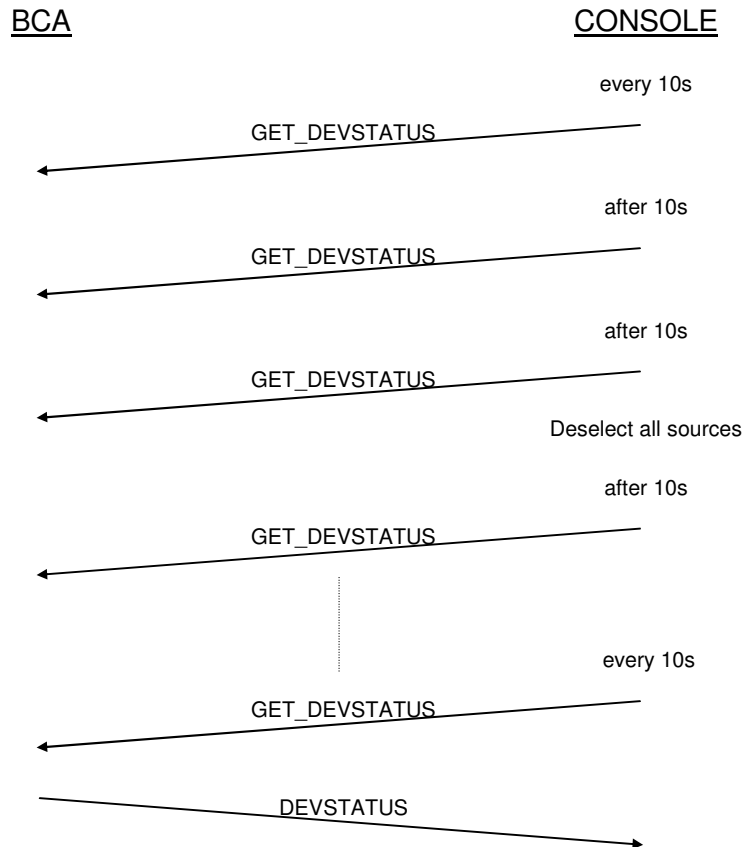 BCA
CONSOLE
every 10s
GET_DEVSTATUS
after 10s
GET_DEVSTATUS
after 10s
GET_DEVSTATUS
Deselect all sources
after 10s
GET_DEVSTATUS
every 10s
GET_DEVSTATUS
DEVSTATUS